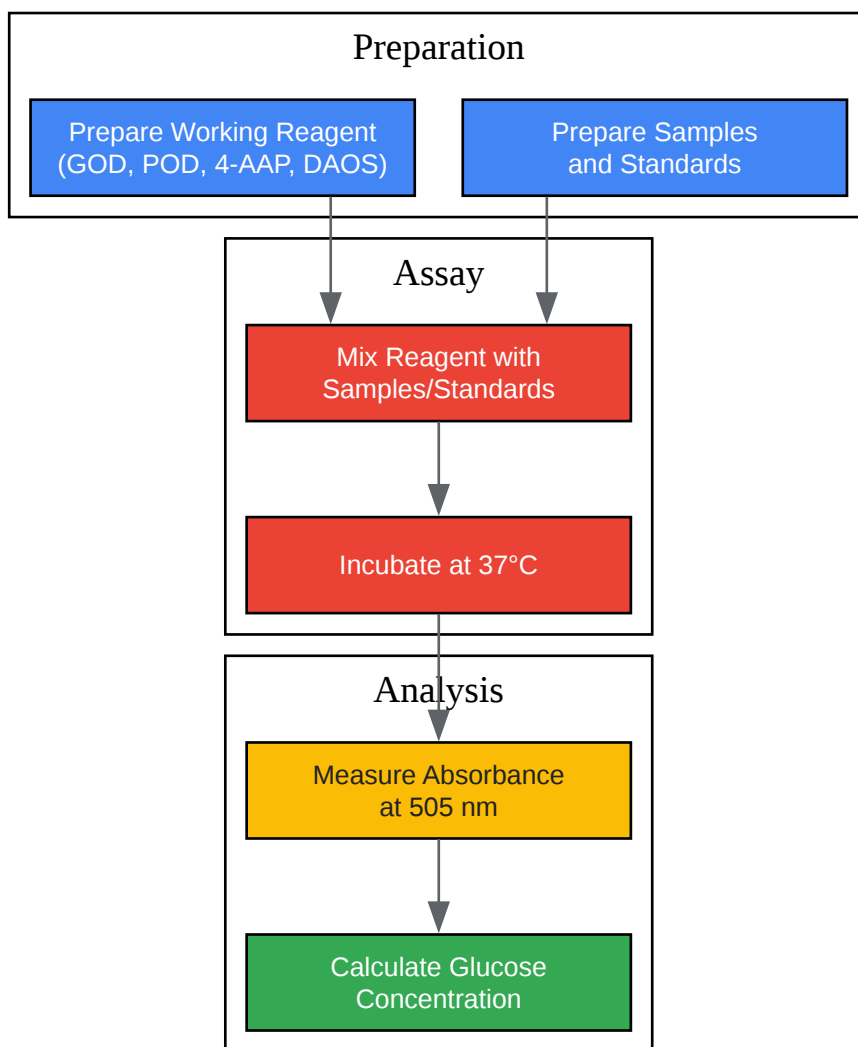 Preparation
Prepare Working Reagent
(GOD, POD, 4-AAP, DAOS)
Prepare Samples
and Standards
Assay
Mix Reagent with
Samples/Standards
Incubate at 37°C
Analysis
Measure Absorbance
at 505 nm
Calculate Glucose
Concentration